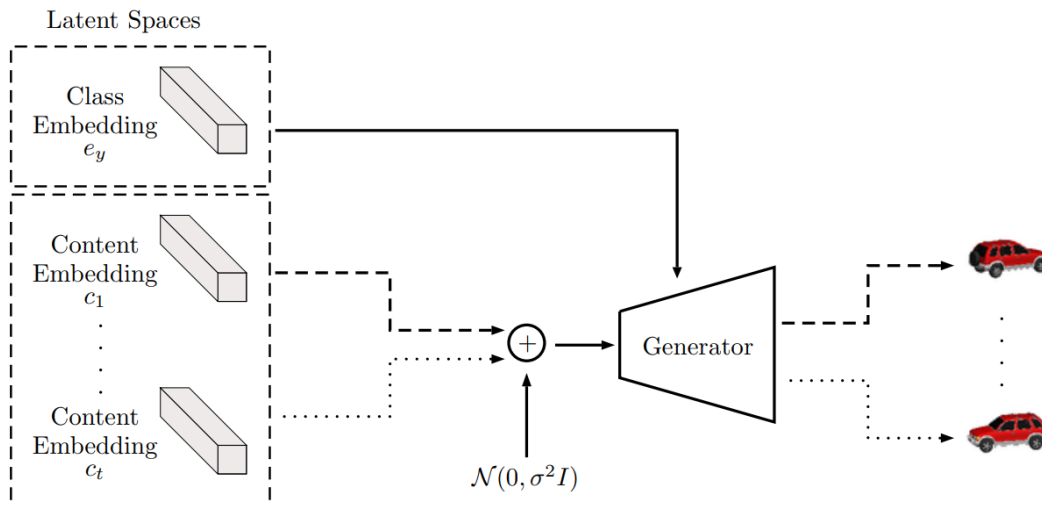 Latent Spaces
Class
Embedding
e_y
Content
Embedding
c_1
Content
Embedding
c_t
+
Generator
𝒩(0, σ²I)